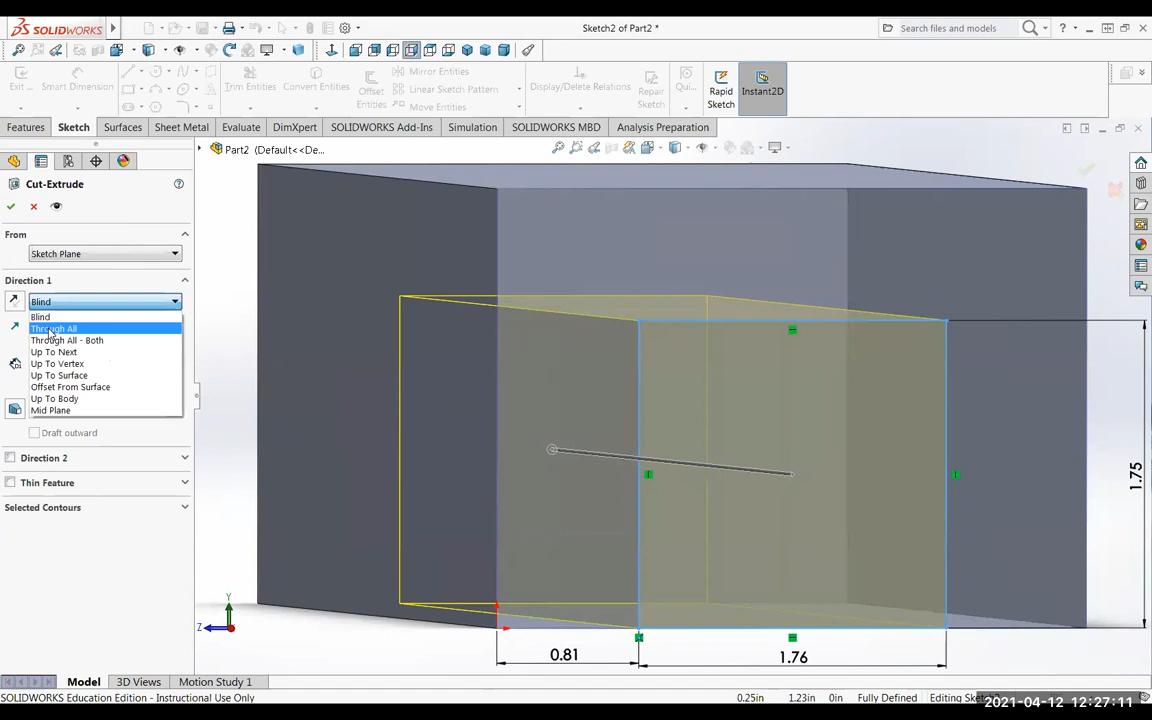 SOLIDWORKS
Sketch2 of Part2 *
Search files and models
Exit ...
Smart Dimension
Trim Entities
Convert Entities
Offset Entities
Mirror Entities
Linear Sketch Pattern
Move Entities
Display/Delete Relations
Repair Sketch
Qui...
Rapid Sketch
Instant2D
Features
Sketch
Surfaces
Sheet Metal
Evaluate
DimXpert
SOLIDWORKS Add-Ins
Simulation
SOLIDWORKS MBD
Analysis Preparation
Part2 (Default<<De...
Cut-Extrude
From
Sketch Plane
Direction 1
Blind
Blind
Through All
Through All - Both
Up To Next
Up To Vertex
Up To Surface
Offset From Surface
Up To Body
Mid Plane
Draft outward
Direction 2
Thin Feature
Selected Contours
1.75
0.81
1.76
Y
Z
Model
3D Views
Motion Study 1
SOLIDWORKS Education Edition - Instructional Use Only
0.25in
1.23in
0in
Fully Defined
2021-04-12 12:27:11